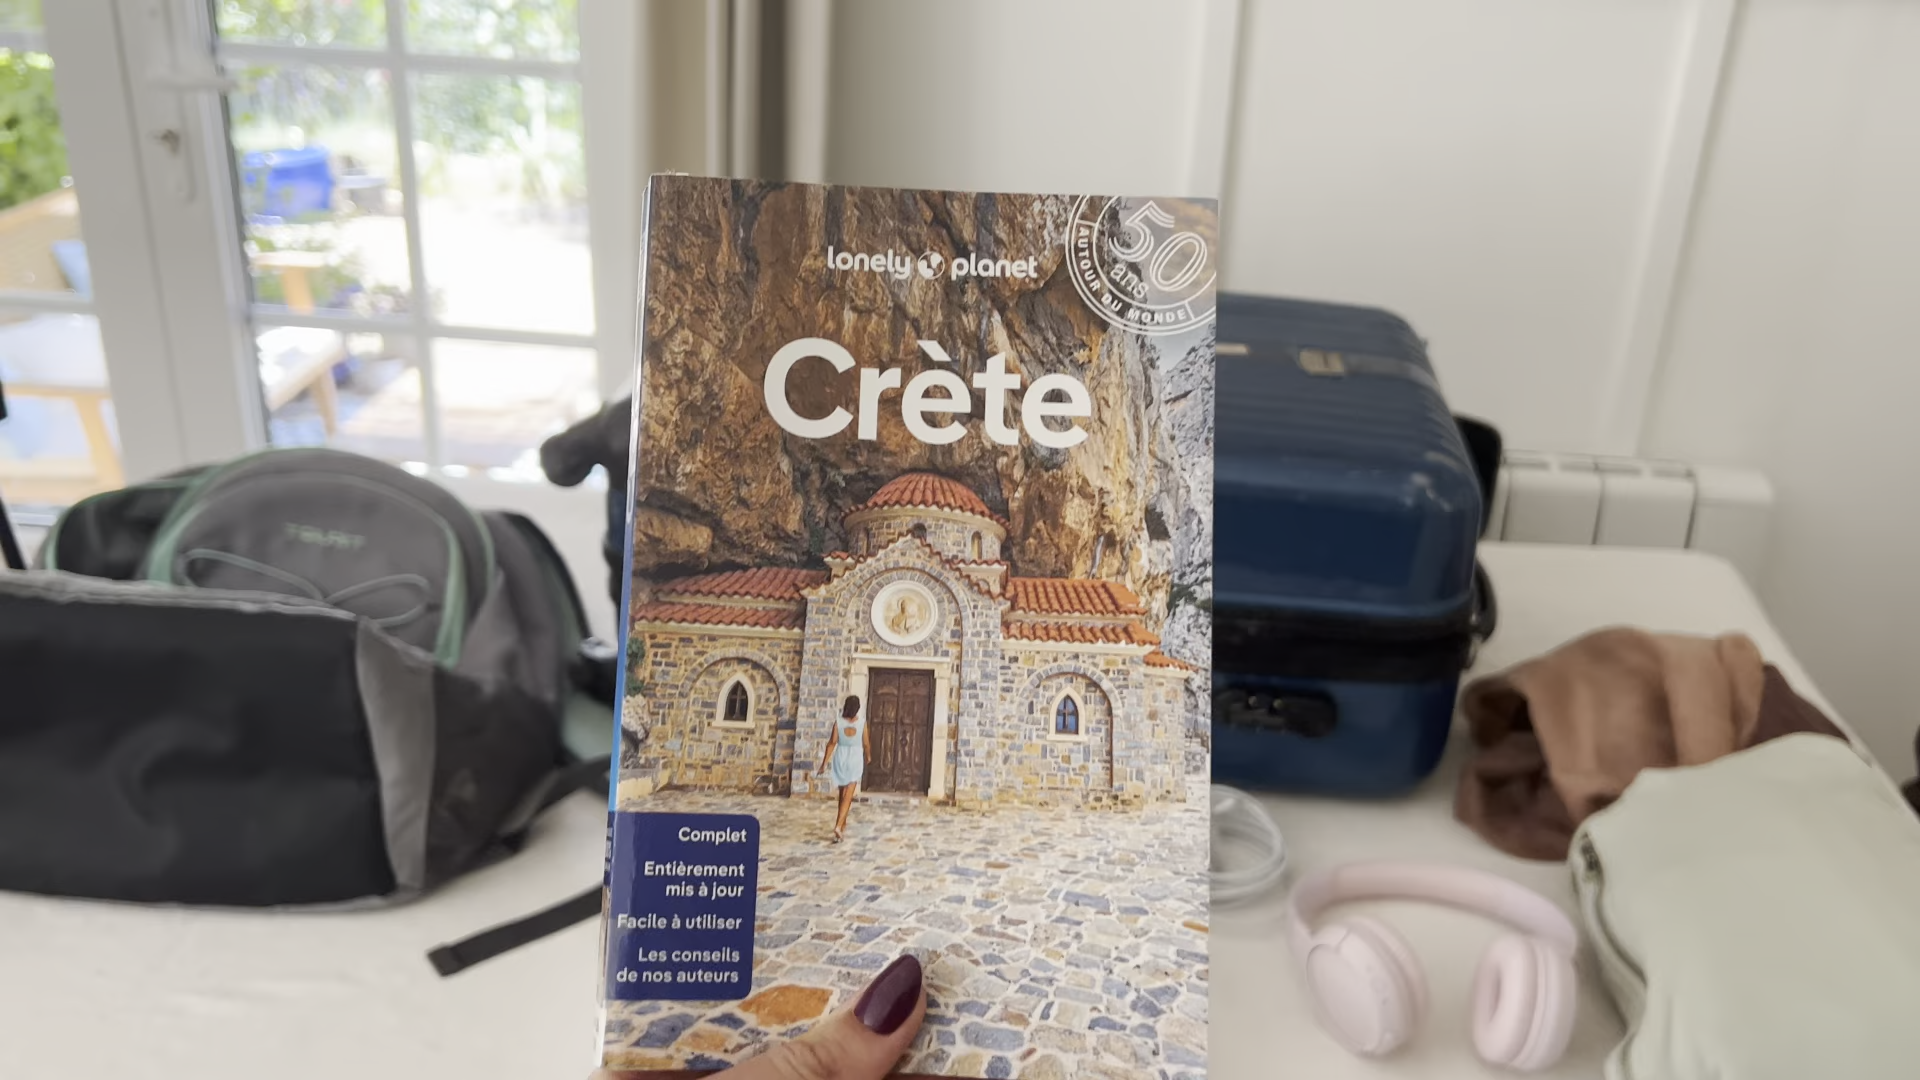 lonely planet
50
ans
AUTOUR DU MONDE
Crète
Complet
Entièrement
mis à jour
Facile à utiliser
Les conseils
de nos auteurs